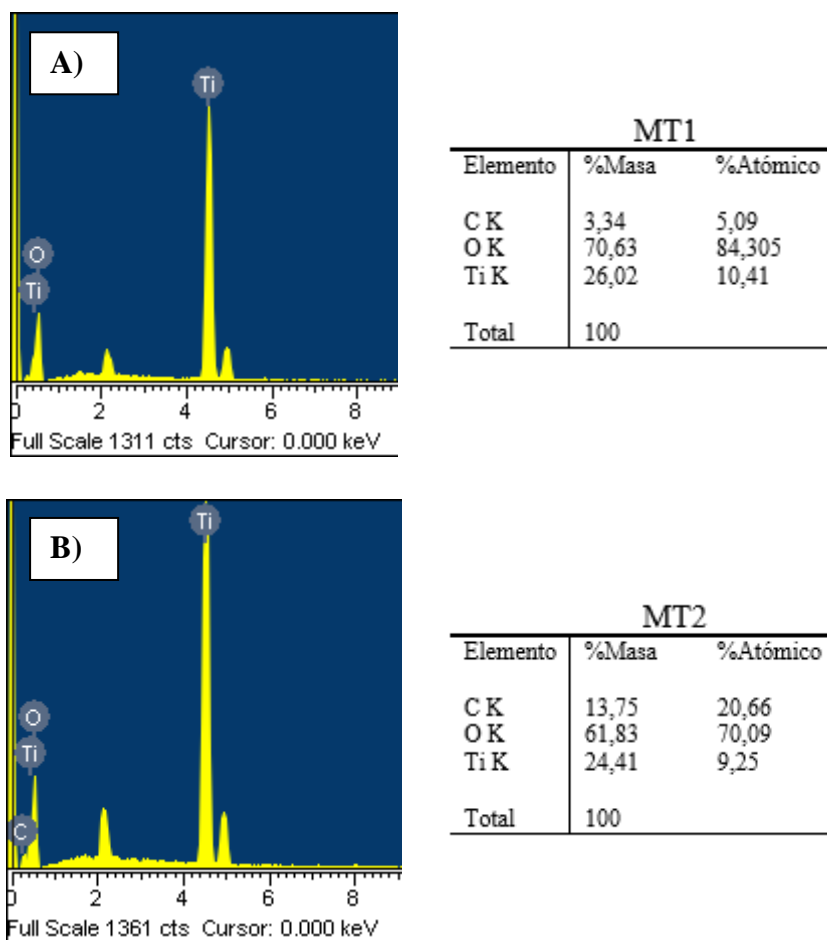 A)
Ti
O
Ti
0 2 4 6 8
Full Scale 1311 cts Cursor: 0.000 keV
MT1
Elemento %Masa %Atómico
C K 3,34 5,09
O K 70,63 84,305
Ti K 26,02 10,41
Total 100
B)
Ti
O
Ti
C
0 2 4 6 8
Full Scale 1361 cts Cursor: 0.000 keV
MT2
Elemento %Masa %Atómico
C K 13,75 20,66
O K 61,83 70,09
Ti K 24,41 9,25
Total 100